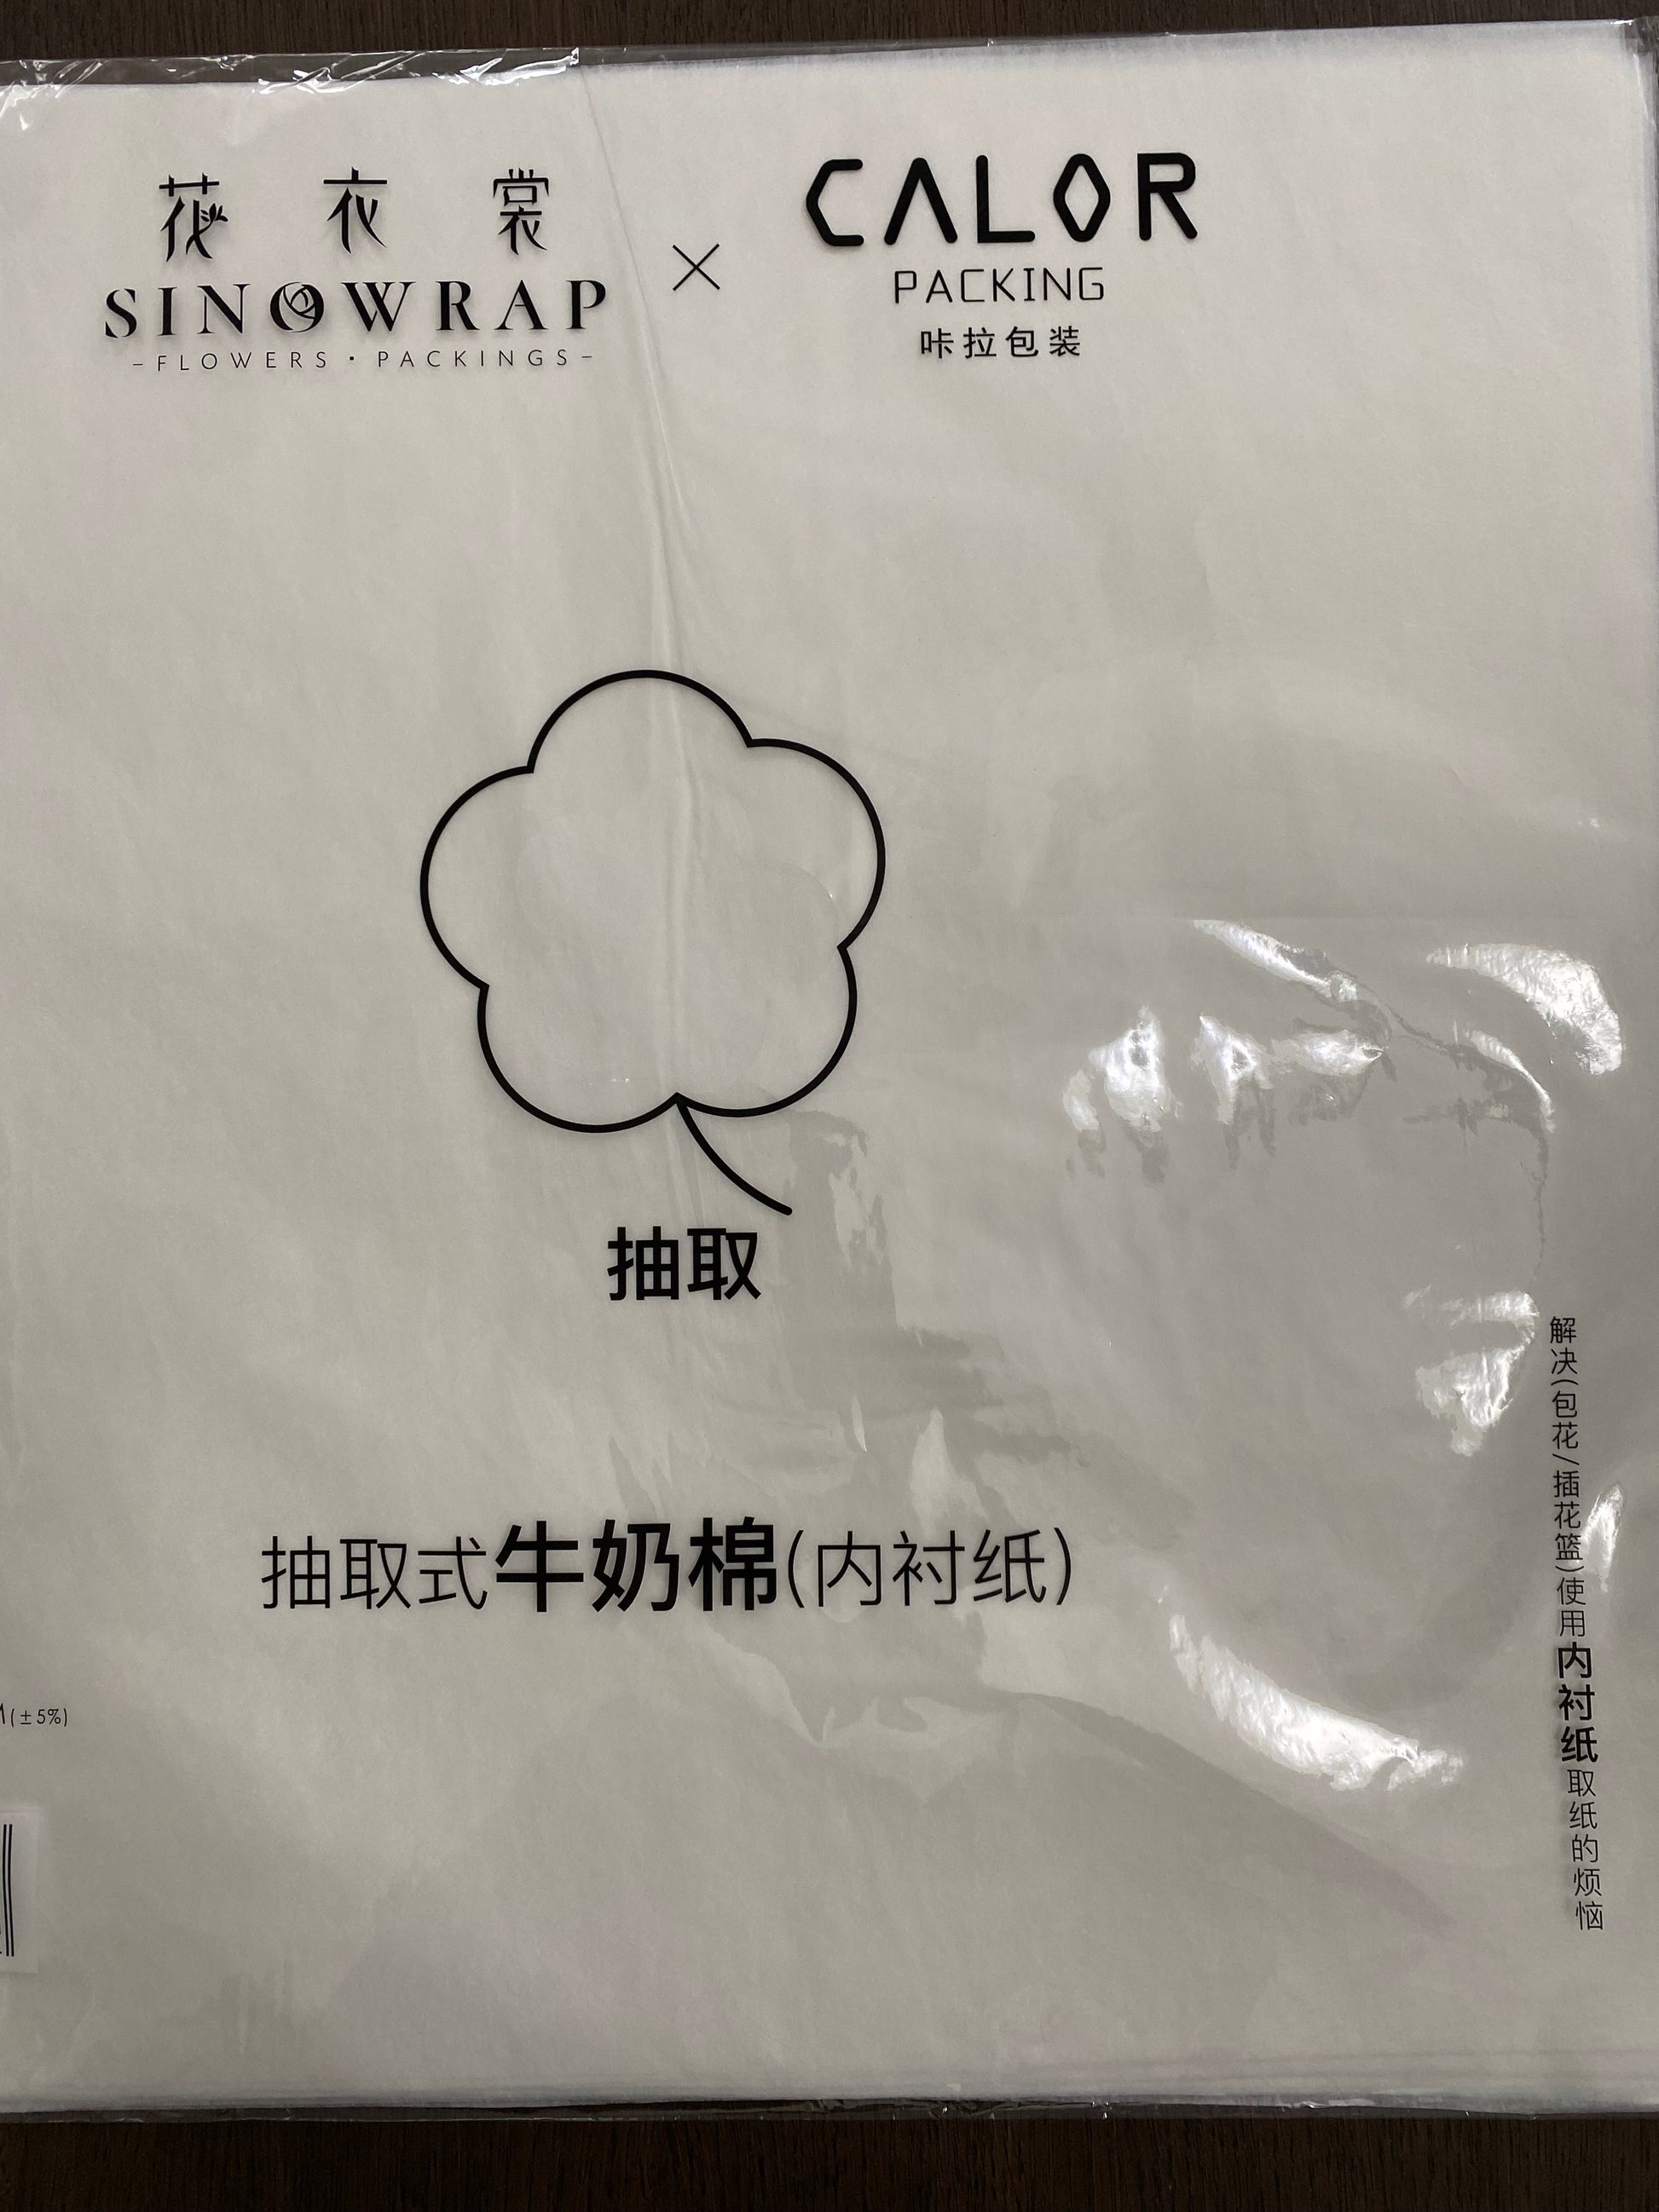 花衣裳
SINOWRAP
-FLOWERS·PACKINGS-
×
CALOR
PACKING
咔拉包装
抽取
抽取式牛奶棉(内衬纸)
解决(包花/插花篮)使用内衬纸取纸的烦恼
(±5%)